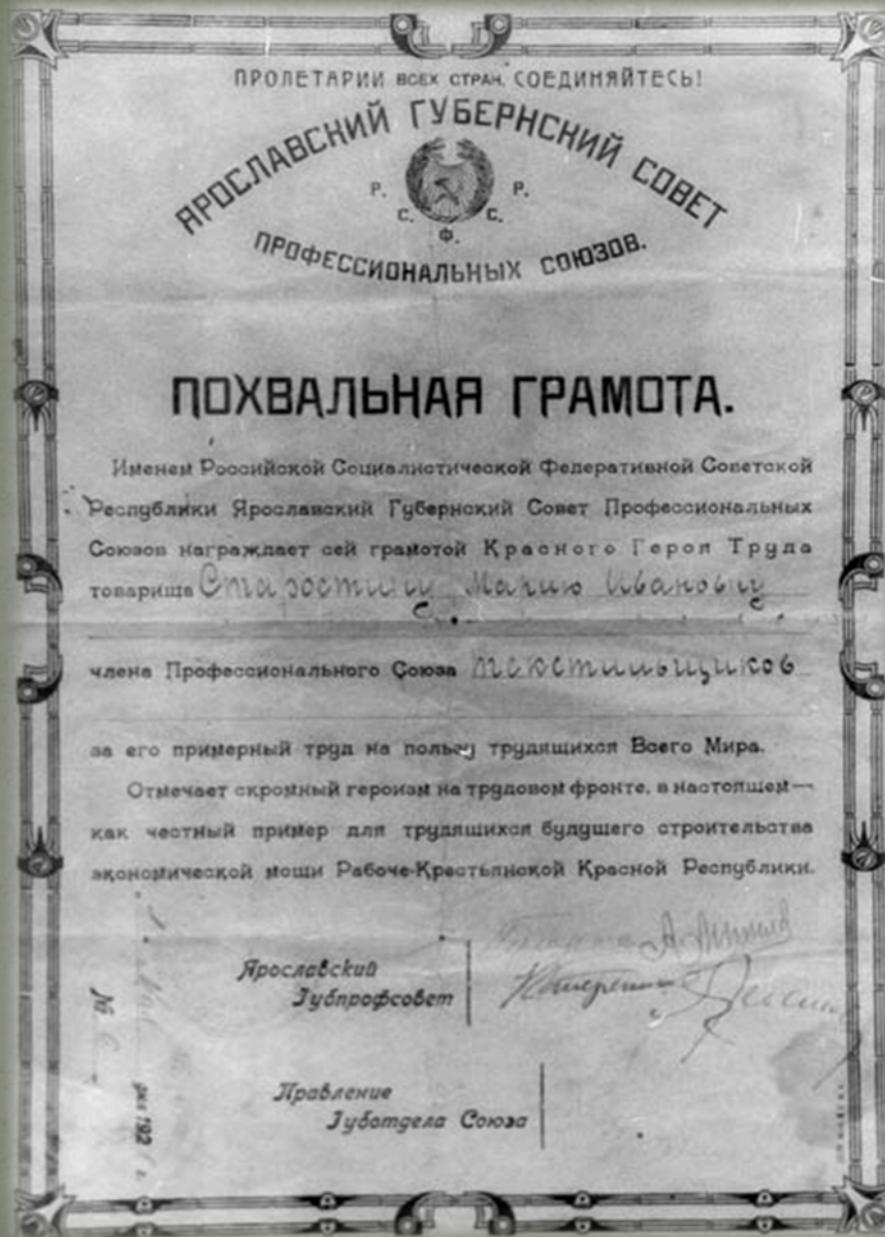 ПРОЛЕТАРИИ ВСЕХ СТРАН, СОЕДИНЯЙТЕСЬ!
ЯРОСЛАВСКИЙ ГУБЕРНСКИЙ СОВЕТ
Р. С. Ф. С. Р.
ПРОФЕССИОНАЛЬНЫХ СОЮЗОВ.
ПОХВАЛЬНАЯ ГРАМОТА.
Именем Российской Социалистической Федеративной Советской
Республики Ярославский Губернский Совет Профессиональных
Союзов награждает сей грамотой Красного Героя Труда
товарища Старостину Марию Ивановну
члена Профессионального Союза текстильщиков
за его примерный труд на пользу трудящихся Всего Мира.
Отмечает скромный героизм на трудовом фронте, в настоящем—
как честный пример для трудящихся будущего строительства
экономической мощи Рабоче-Крестьянской Красной Республики.
Ярославский
Губпрофсовет
Правление
Губотдела Союза
№
дня 192 г.